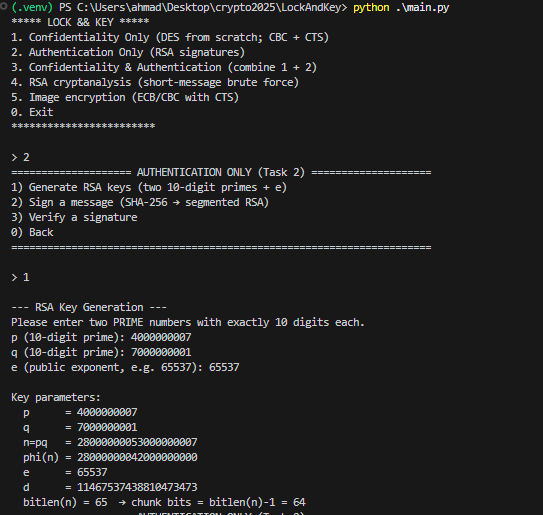 (.venv) PS C:\Users\ahmad\Desktop\crypto2025\LockAndKey> python .\main.py
***** LOCK && KEY *****
1. Confidentiality Only (DES from scratch; CBC + CTS)
2. Authentication Only (RSA signatures)
3. Confidentiality & Authentication (combine 1 + 2)
4. RSA cryptanalysis (short-message brute force)
5. Image encryption (ECB/CBC with CTS)
0. Exit
************************
> 2
==================== AUTHENTICATION ONLY (Task 2) ====================
1) Generate RSA keys (two 10-digit primes + e)
2) Sign a message (SHA-256 → segmented RSA)
3) Verify a signature
0) Back
======================================================================
> 1
--- RSA Key Generation ---
Please enter two PRIME numbers with exactly 10 digits each.
p (10-digit prime): 4000000007
q (10-digit prime): 7000000001
e (public exponent, e.g. 65537): 65537
Key parameters:
p = 4000000007
q = 7000000001
n=pq = 28000000053000000007
phi(n) = 28000000042000000000
e = 65537
d = 11467537438810473473
bitlen(n) = 65 → chunk bits = bitlen(n)-1 = 64